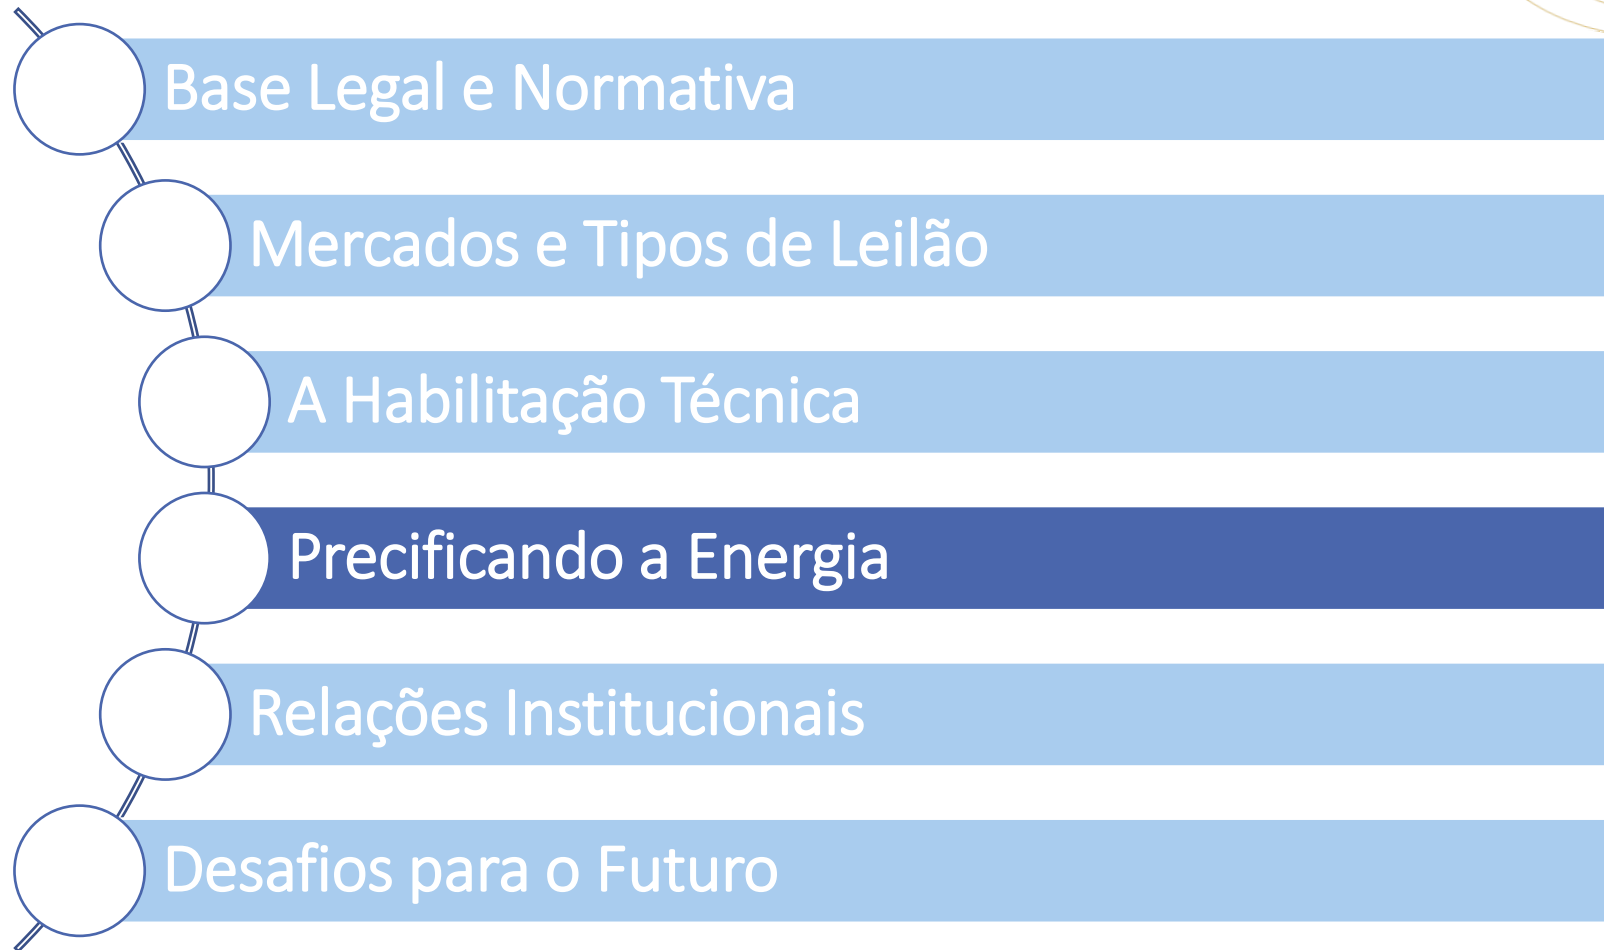 Base Legal e Normativa
Mercados e Tipos de Leilão
A Habilitação Técnica
Precificando a Energia
Relações Institucionais
Desafios para o Futuro